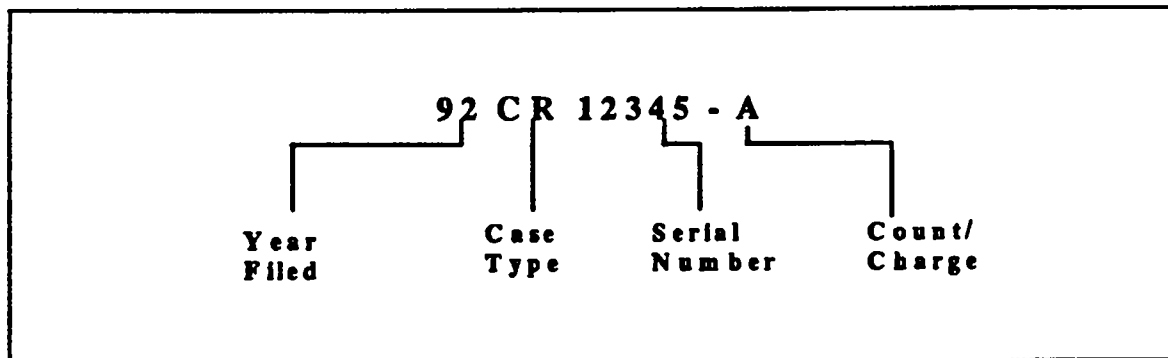 92 CR 12345 - A
Year Case Serial Count/
Filed Type Number Charge